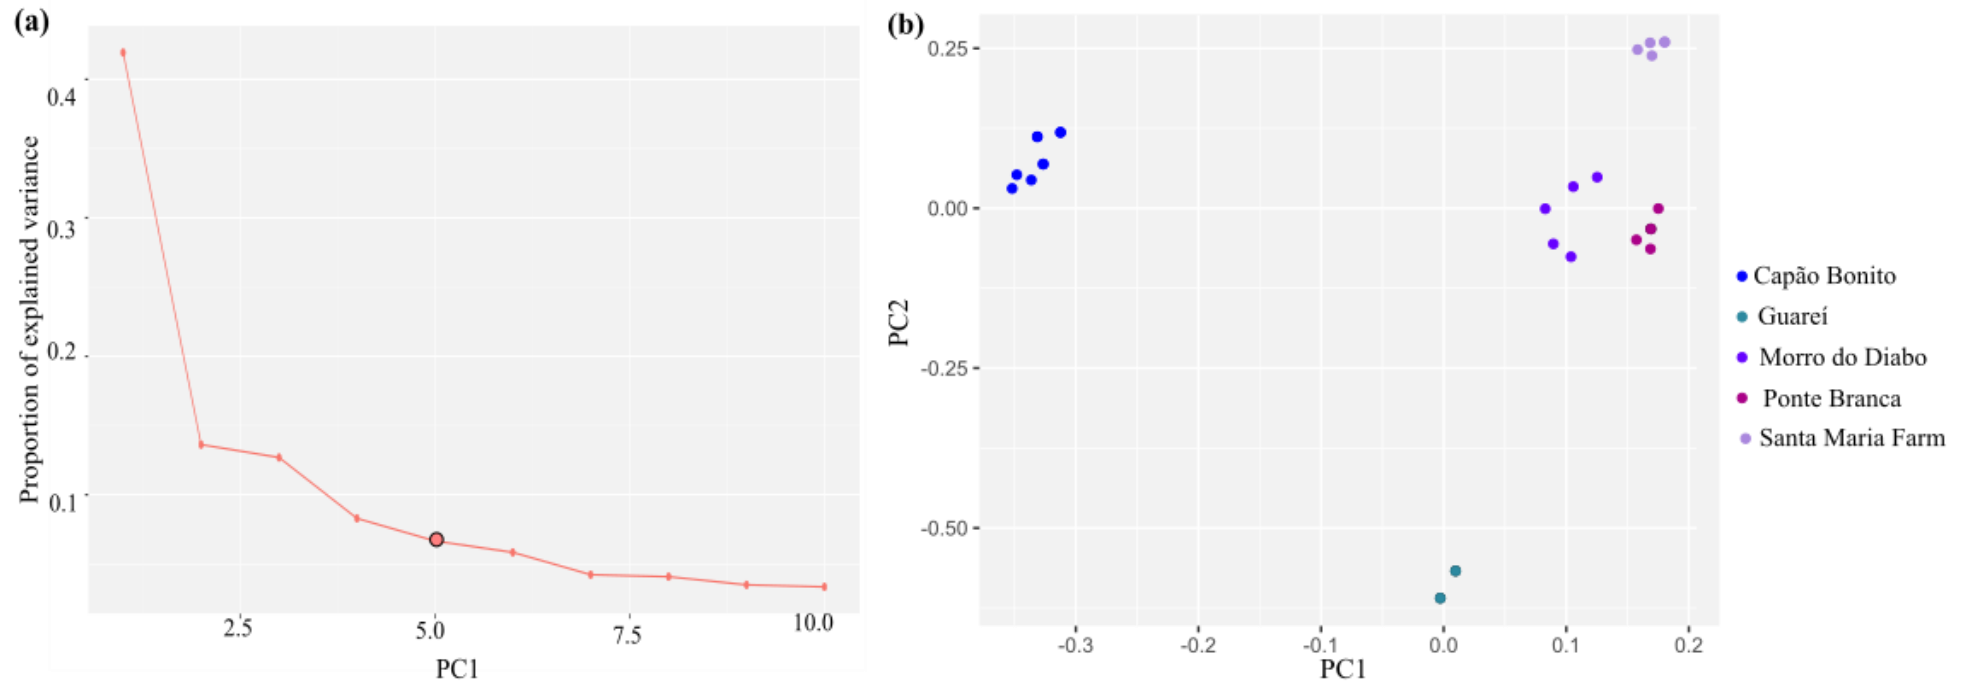 (a)
Proportion of explained variance
0.4
0.3
0.2
0.1
2.5
5.0
7.5
10.0
PC1
(b)
PC2
0.25
0.00
-0.25
-0.50
-0.3
-0.2
-0.1
0.0
0.1
0.2
PC1
Capão Bonito
Guareí
Morro do Diabo
Ponte Branca
Santa Maria Farm